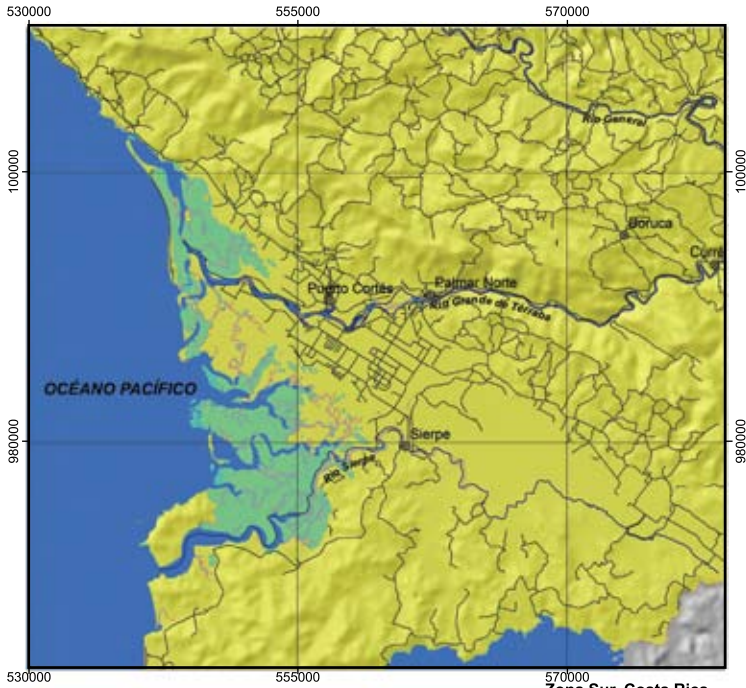 530000 555000 570000
Río General
100000 100000
Boruca
Curré
Puerto Cortés Palmar Norte
Río Grande de Térraba
OCÉANO PACÍFICO
Sierpe
980000 980000
Río Sierpe
530000 555000 570000
Zona Sur, Costa Rica